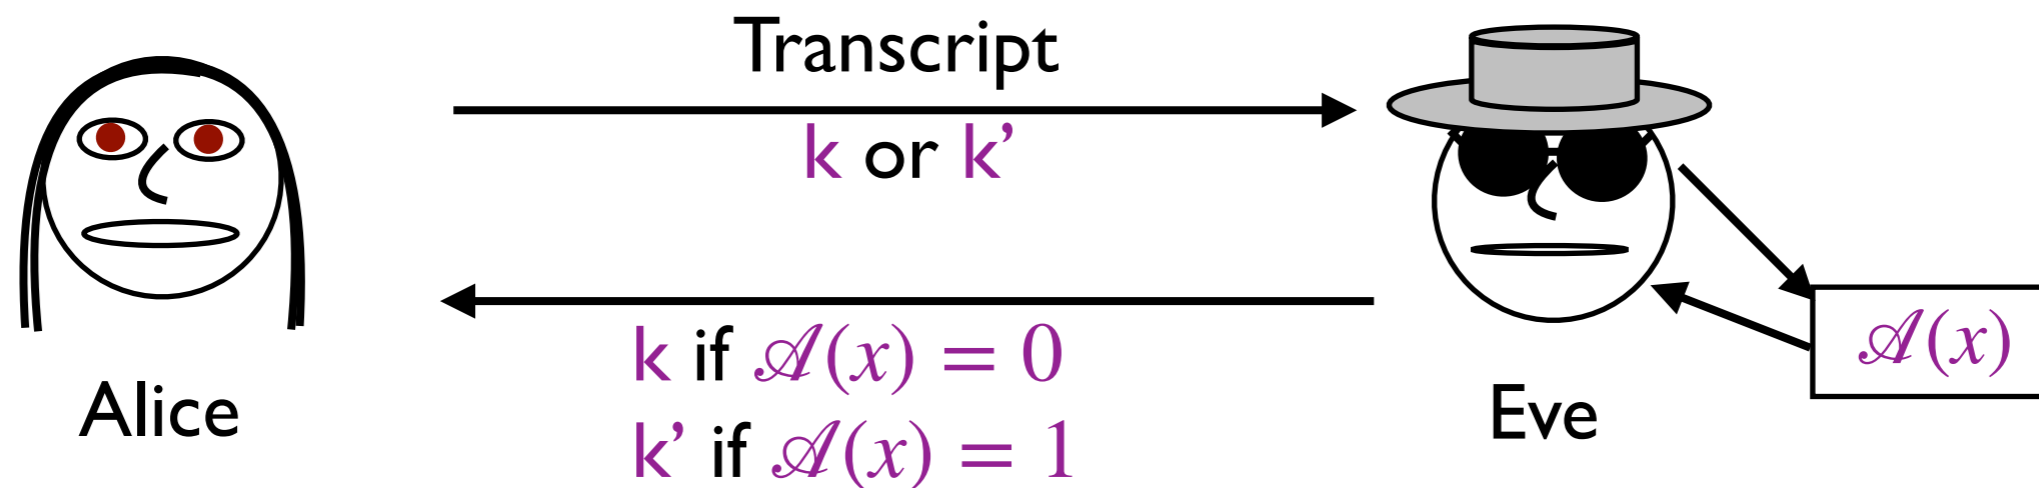 Transcript
k or k’
k if 𝒜(x) = 0
k’ if 𝒜(x) = 1
Alice
Eve
𝒜(x)